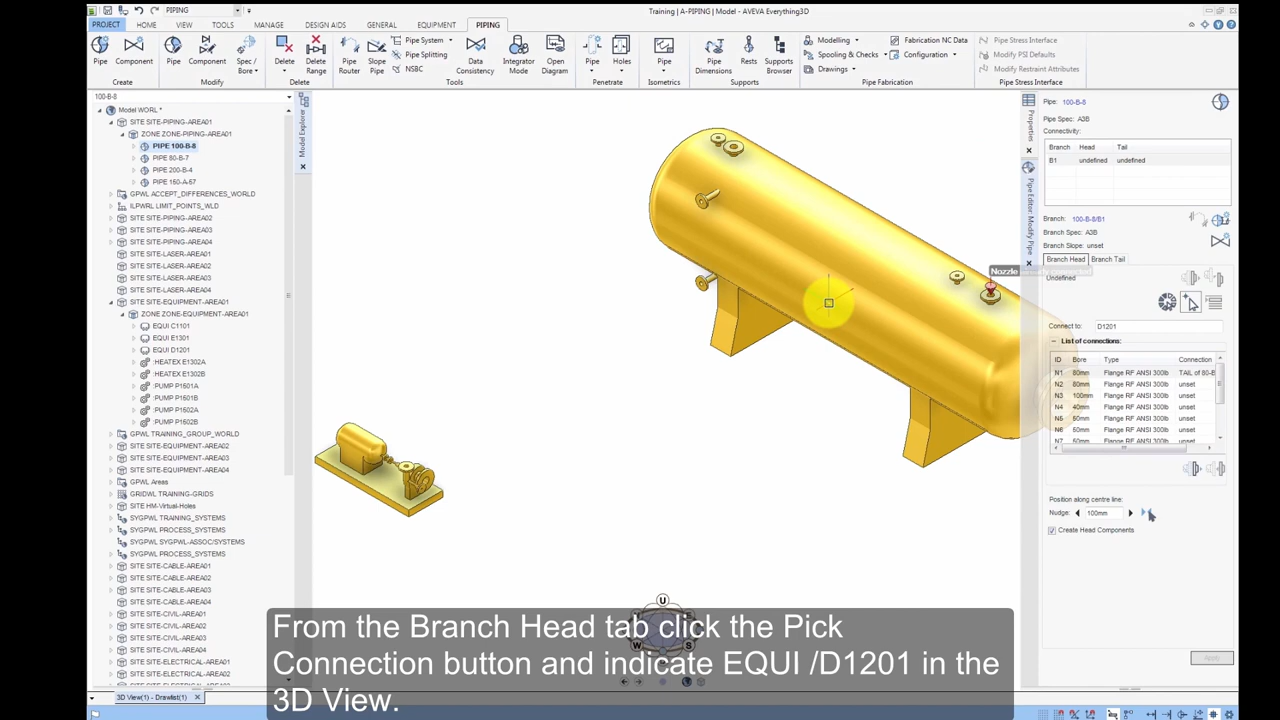 PIPING
Training | A-PIPING | Model - AVEVA Everything3D
PROJECT HOME VIEW TOOLS MANAGE DESIGN AIDS GENERAL EQUIPMENT PIPING
Pipe Component
Create
Pipe Component Spec / Bore
Modify
Delete Delete Range
Delete
Pipe Router Slope Pipe
Pipe System
Pipe Splitting
NSBC
Data Consistency Integrator Mode Open Diagram
Tools
Pipe Holes
Penetrate
Pipe
Isometrics
Pipe Dimensions Rests Supports Browser
Supports
Modelling
Spooling & Checks
Drawings
Fabrication NC Data
Configuration
Pipe Fabrication
Pipe Stress Interface
Modify PSI Defaults
Modify Restraint Attributes
Pipe Stress Interface
100-B-8
Model WORL *
SITE SITE-PIPING-AREA01
ZONE ZONE-PIPING-AREA01
PIPE 100-B-8
PIPE 80-B-7
PIPE 200-B-4
PIPE 150-A-57
GPWL ACCEPT_DIFFERENCES_WORLD
ILPWRL LIMIT_POINTS_WLD
SITE SITE-PIPING-AREA02
SITE SITE-PIPING-AREA03
SITE SITE-PIPING-AREA04
SITE SITE-LASER-AREA01
SITE SITE-LASER-AREA02
SITE SITE-LASER-AREA03
SITE SITE-LASER-AREA04
SITE SITE-EQUIPMENT-AREA01
ZONE ZONE-EQUIPMENT-AREA01
EQUI C1101
EQUI E1301
EQUI D1201
:HEATEX E1302A
:HEATEX E1302B
:PUMP P1501A
:PUMP P1501B
:PUMP P1502A
:PUMP P1502B
GPWL TRAINING_GROUP_WORLD
SITE SITE-EQUIPMENT-AREA02
SITE SITE-EQUIPMENT-AREA03
SITE SITE-EQUIPMENT-AREA04
GPWL Areas
GRIDWL TRAINING-GRIDS
SITE HM-Virtual-Holes
SYGPWL TRAINING_SYSTEMS
SYGPWL PROCESS_SYSTEMS
SYGPWL SYGPWL-ASSOC/SYSTEMS
SYGPWL PROCESS_SYSTEMS
SITE SITE-CABLE-AREA01
SITE SITE-CABLE-AREA02
SITE SITE-CABLE-AREA03
SITE SITE-CABLE-AREA04
SITE SITE-CIVIL-AREA01
SITE SITE-CIVIL-AREA02
SITE SITE-CIVIL-AREA03
SITE SITE-CIVIL-AREA04
SITE SITE-ELECTRICAL-AREA01
SITE SITE-ELECTRICAL-AREA02
Model Explorer
Nozzle already connected
U
W
S
Properties
Pipe Editor: Modify Pipe
Pipe: 100-B-8
Pipe Spec: A3B
Connectivity:
Branch Head Tail
B1 undefined undefined
Branch: 100-B-8/B1
Branch Spec: A3B
Branch Slope: unset
Branch Head Branch Tail
Undefined
Connect to: D1201
List of connections:
ID Bore Type Connection
N1 80mm Flange RF ANSI 300lb TAIL of 80-B
N2 80mm Flange RF ANSI 300lb unset
N3 100mm Flange RF ANSI 300lb unset
N4 40mm Flange RF ANSI 300lb unset
N5 50mm Flange RF ANSI 300lb unset
N6 50mm Flange RF ANSI 300lb unset
N7 50mm Flange RF ANSI 300lb unset
Position along centre line:
Nudge: 100mm
Create Head Components
Apply
From the Branch Head tab click the Pick
Connection button and indicate EQUI /D1201 in the
3D View.
3D View(1) - Drawlist(1)